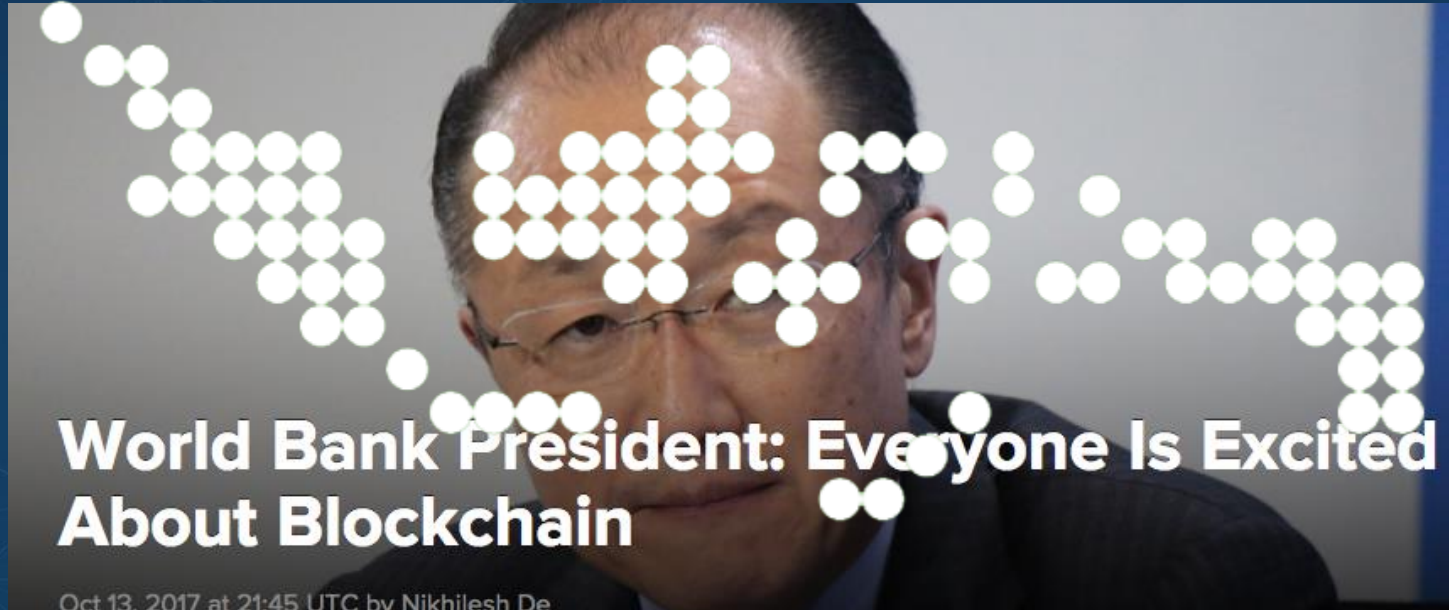 World Bank President: Everyone Is Excited
About Blockchain
Oct 13, 2017 at 21:45 UTC by Nikhilesh De